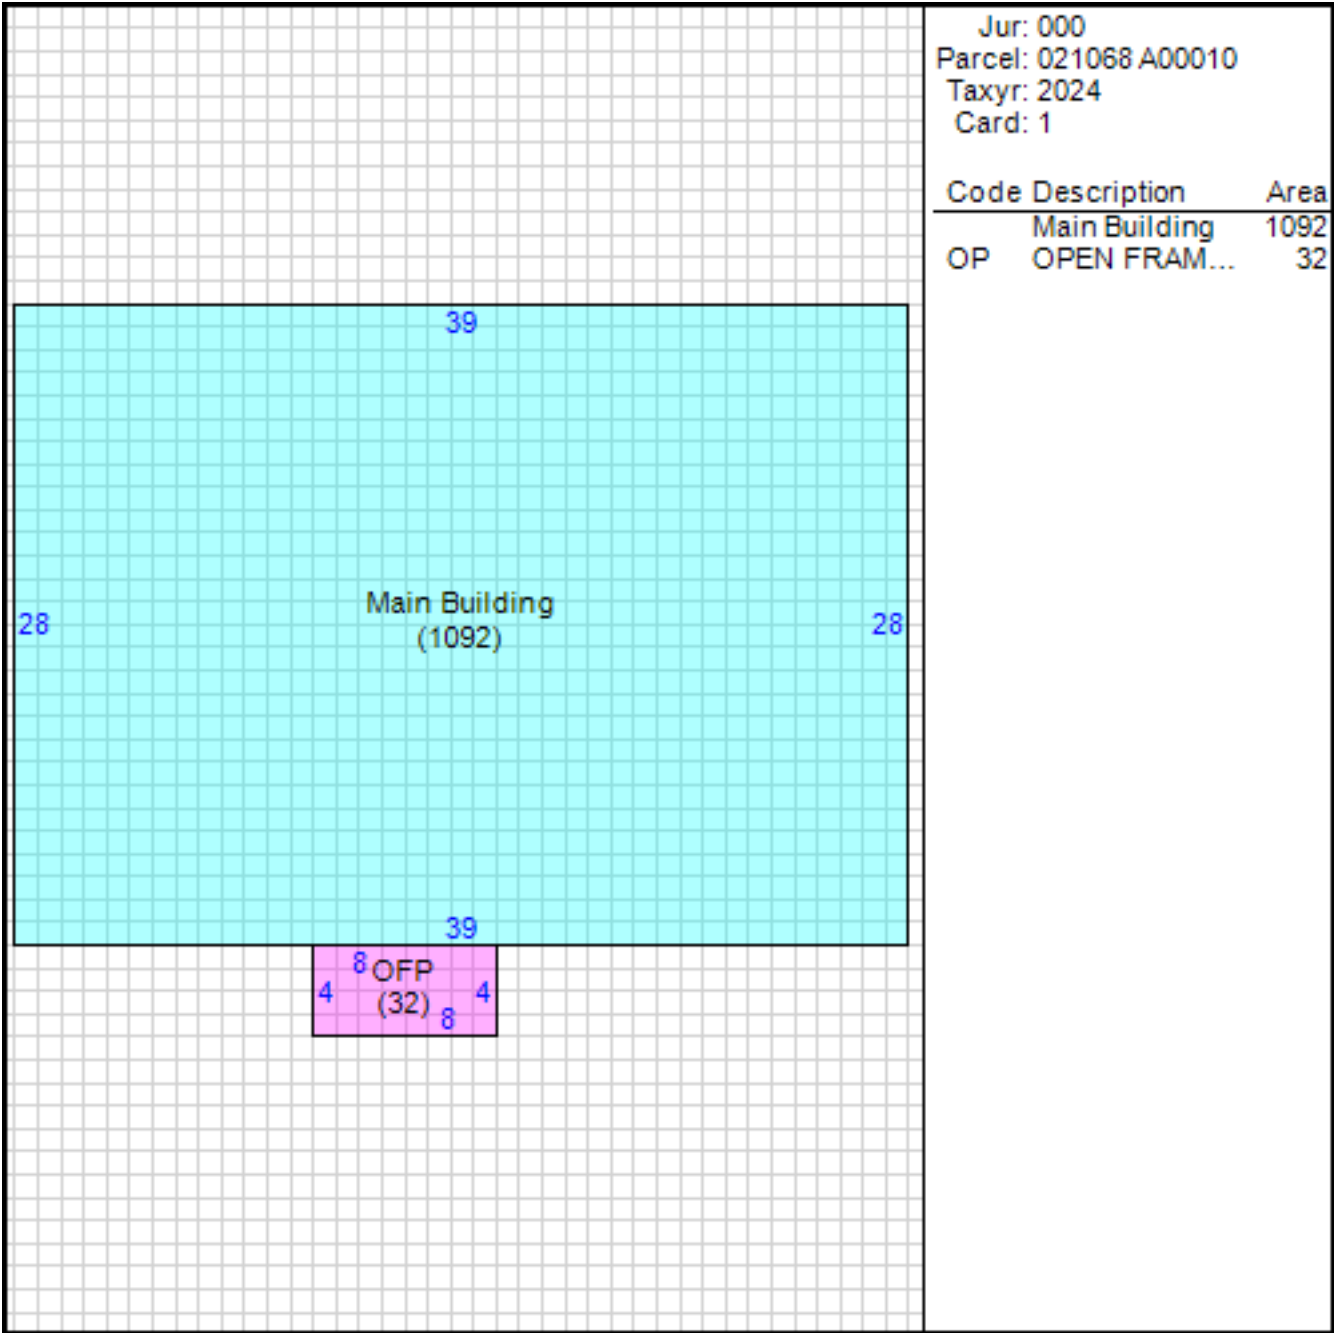 Jur: 000
Parcel: 021068 A00010
Taxyr: 2024
Card: 1
Code Description Area
Main Building 1092
OP OPEN FRAM... 32
39
28
Main Building
(1092)
28
39
8 OFP
4 (32) 4
8